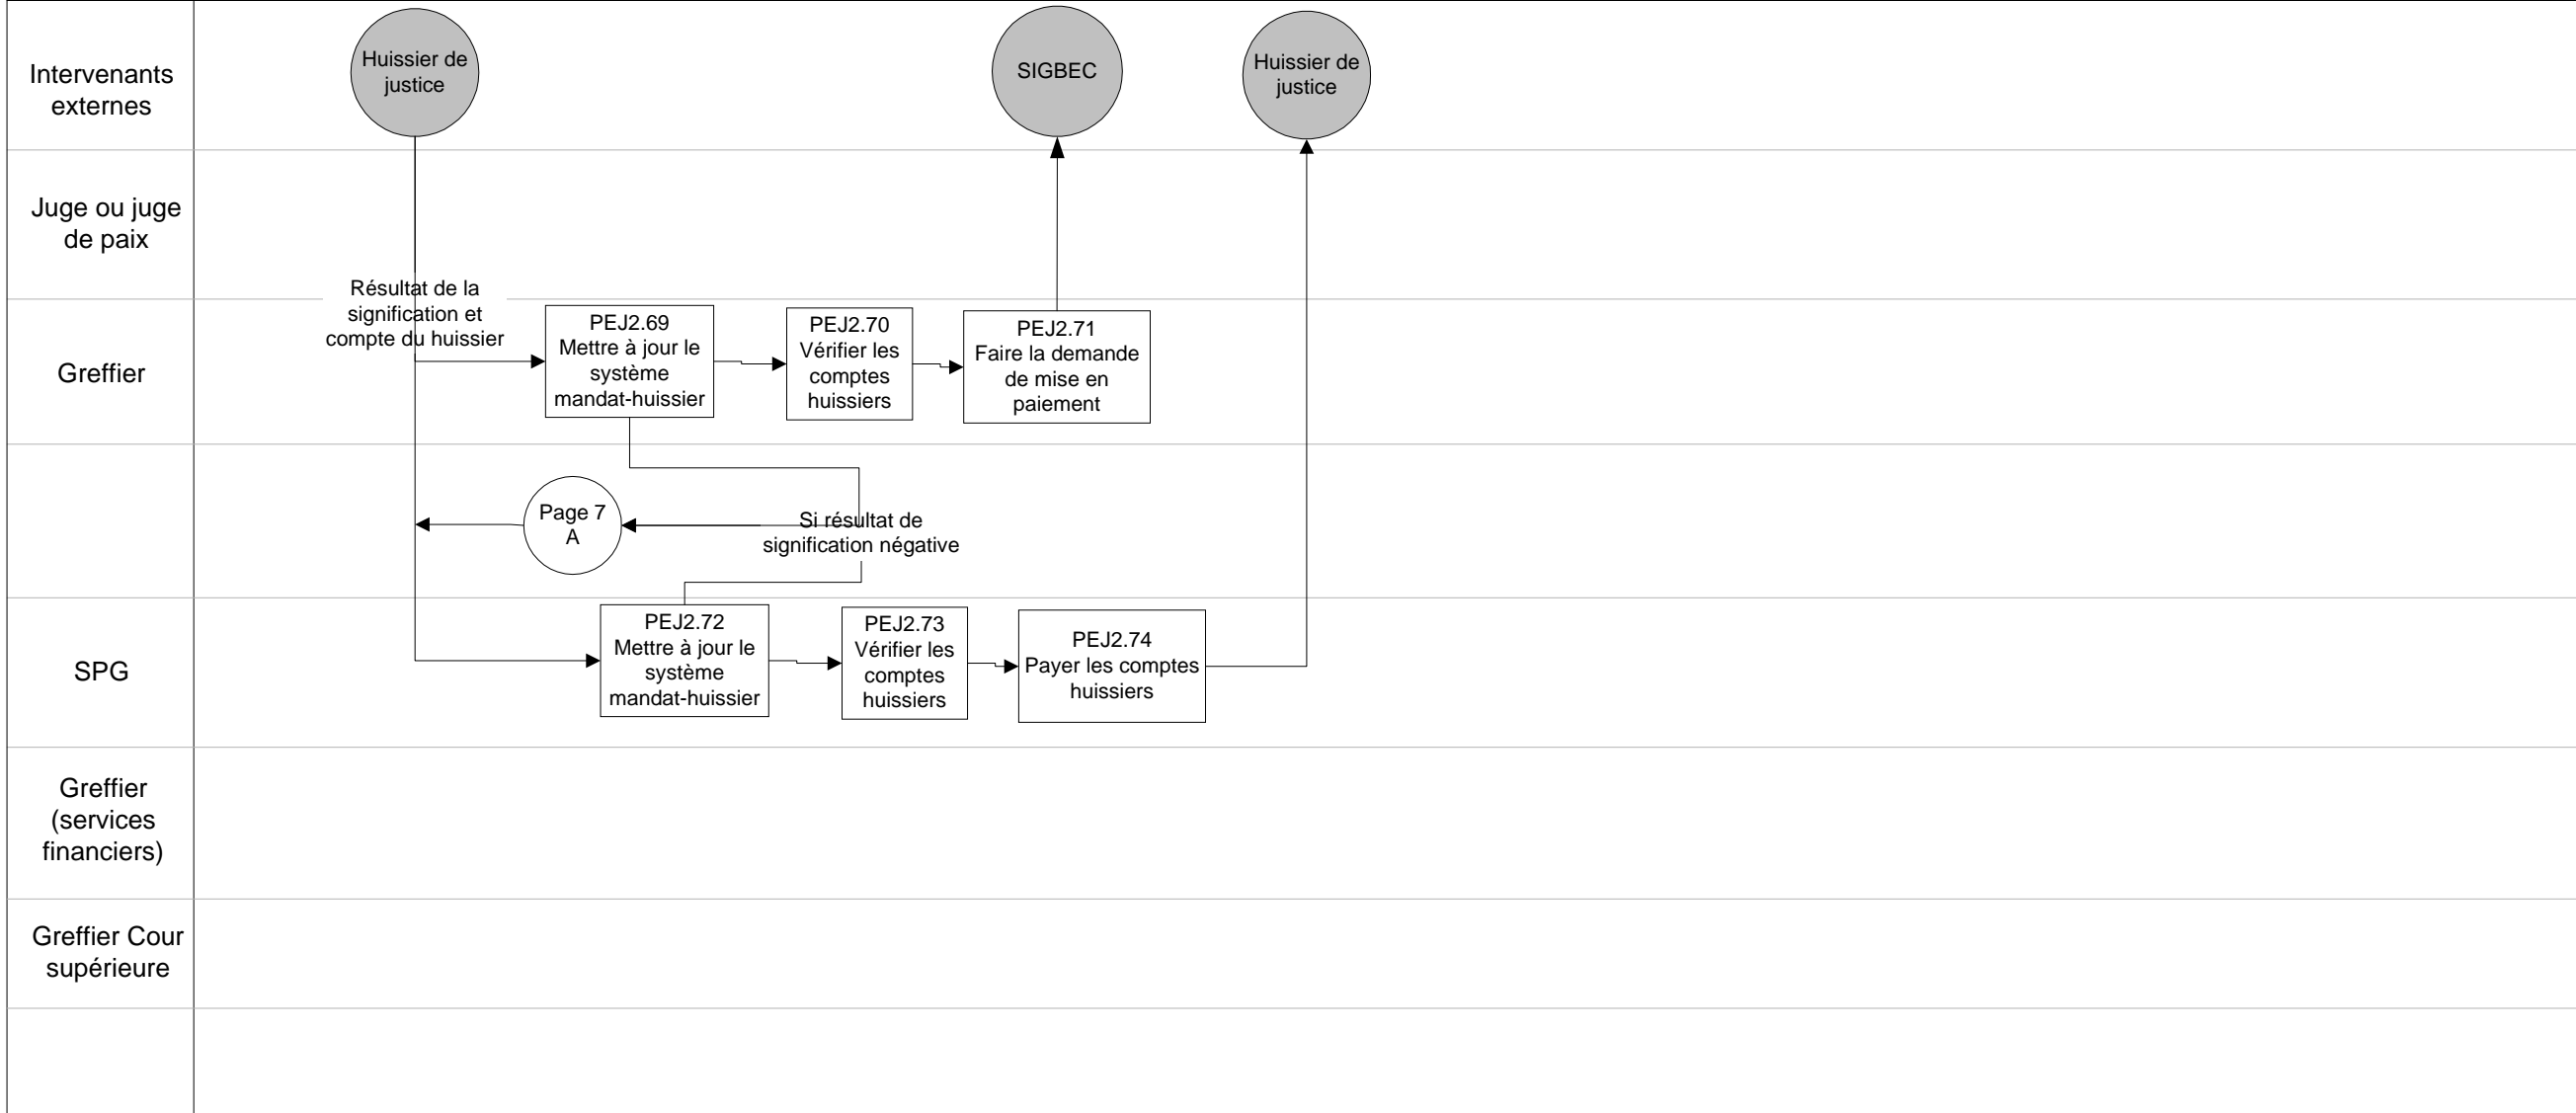 Intervenants
externes
Huissier de
justice
SIGBEC
Huissier de
justice
Juge ou juge
de paix
Résultat de la
signification et
compte du huissier
Greffier
PEJ2.69
Mettre à jour le
système
mandat-huissier
PEJ2.70
Vérifier les
comptes
huissiers
PEJ2.71
Faire la demande
de mise en
paiement
Page 7
A
Si résultat de
signification négative
SPG
PEJ2.72
Mettre à jour le
système
mandat-huissier
PEJ2.73
Vérifier les
comptes
huissiers
PEJ2.74
Payer les comptes
huissiers
Greffier
(services
financiers)
Greffier Cour
supérieure